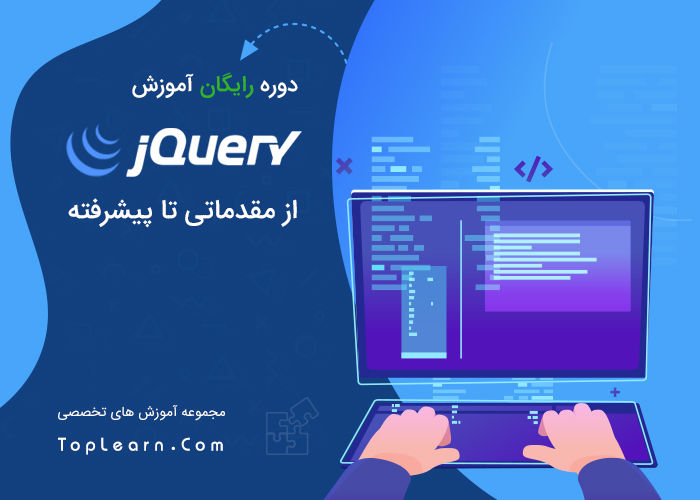 دوره رایگان آموزش
jQuery
از مقدماتی تا پیشرفته
</>
مجموعه آموزش های تخصصی
TopLearn.Com